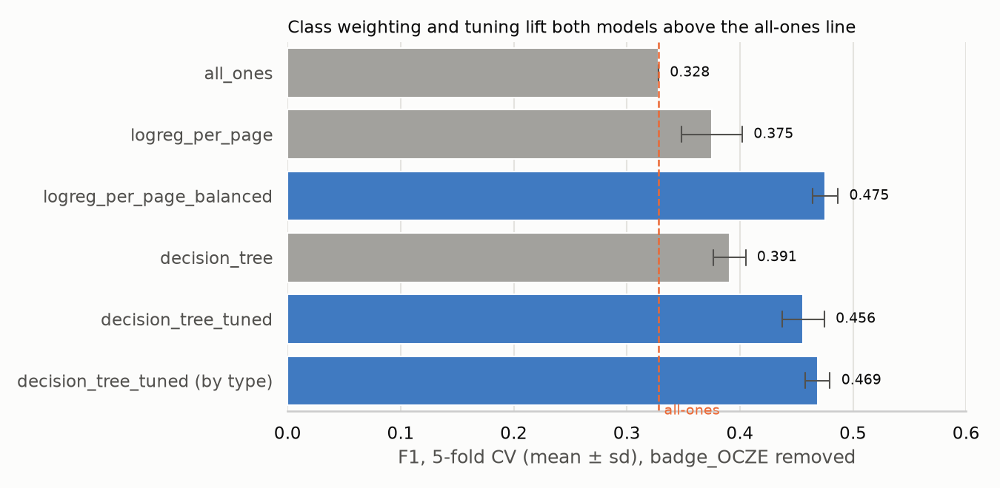 Class weighting and tuning lift both models above the all-ones line
all_ones
0.328
logreg_per_page
0.375
logreg_per_page_balanced
0.475
decision_tree
0.391
decision_tree_tuned
0.456
decision_tree_tuned (by type)
0.469
all-ones
0.0 0.1 0.2 0.3 0.4 0.5 0.6
F1, 5-fold CV (mean ± sd), badge_OCZE removed